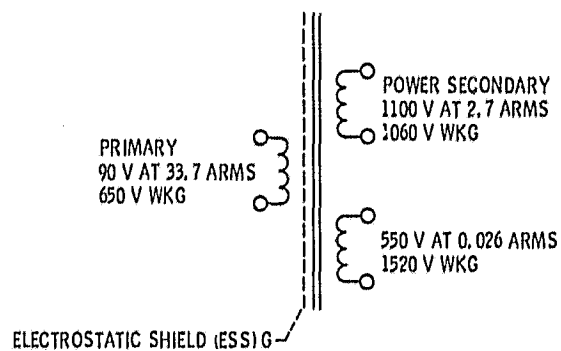 PRIMARY
90 V AT 33.7 ARMS
650 V WKG
POWER SECONDARY
1100 V AT 2.7 ARMS
1060 V WKG
550 V AT 0.026 ARMS
1520 V WKG
ELECTROSTATIC SHIELD (ESS) G